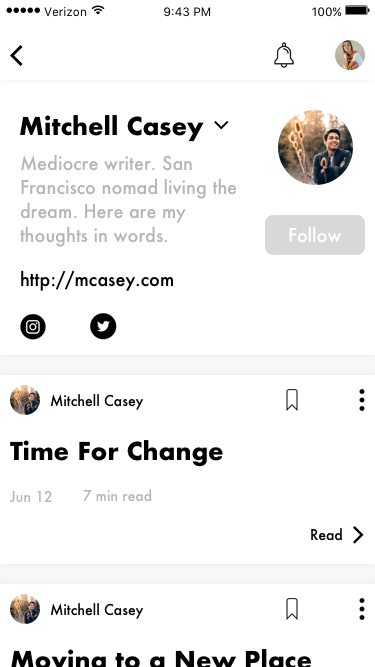 Verizon 9:43 PM 100%
Mitchell Casey
Mediocre writer. San
Francisco nomad living the
dream. Here are my
thoughts in words.
Follow
http://mcasey.com
Mitchell Casey
Time For Change
Jun 12 7 min read
Read
Mitchell Casey
Moving to a New Place